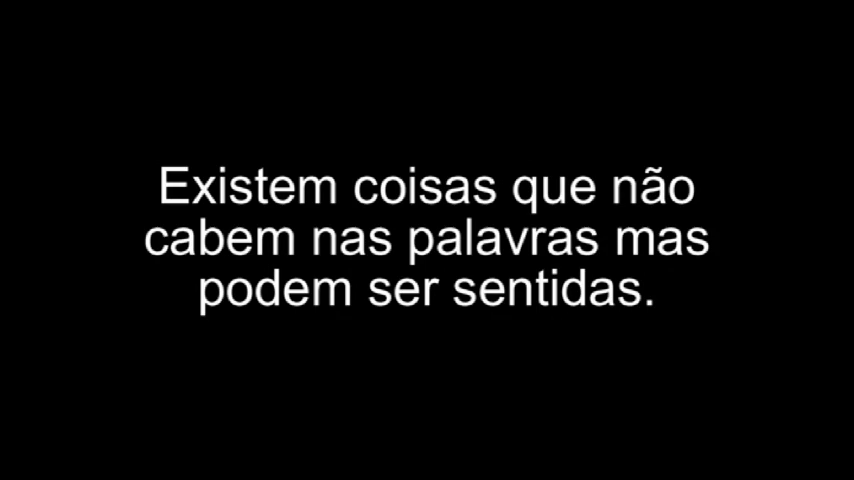 Existem coisas que não
cabem nas palavras mas
podem ser sentidas.